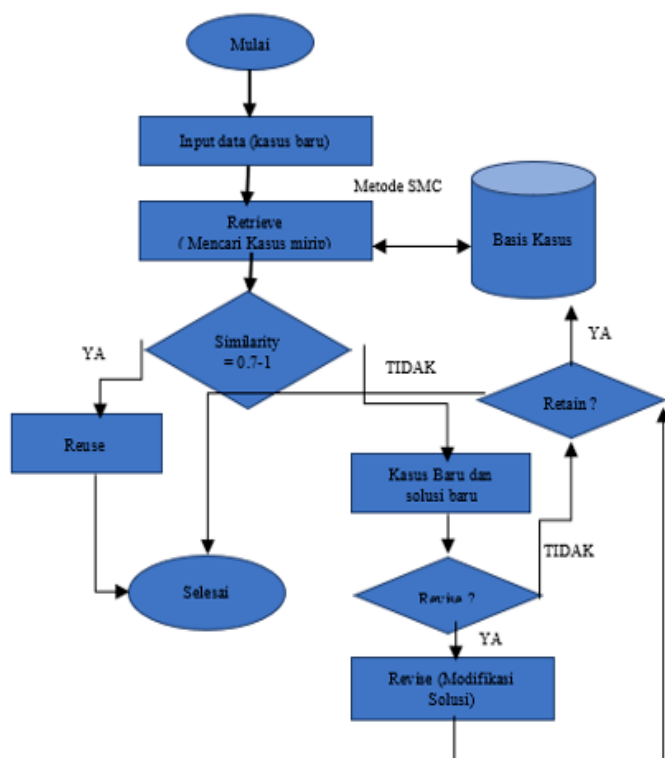 Mulai
Input data (kasus baru)
Metode SMC
Retrieve
( Mencari Kasus mirip)
Basis Kasus
Similarity
= 0.7-1
YA
TIDAK
YA
Retain ?
Reuse
Kasus Baru dan
solusi baru
TIDAK
Selesai
Revise ?
YA
Revise (Modifikasi
Solusi)